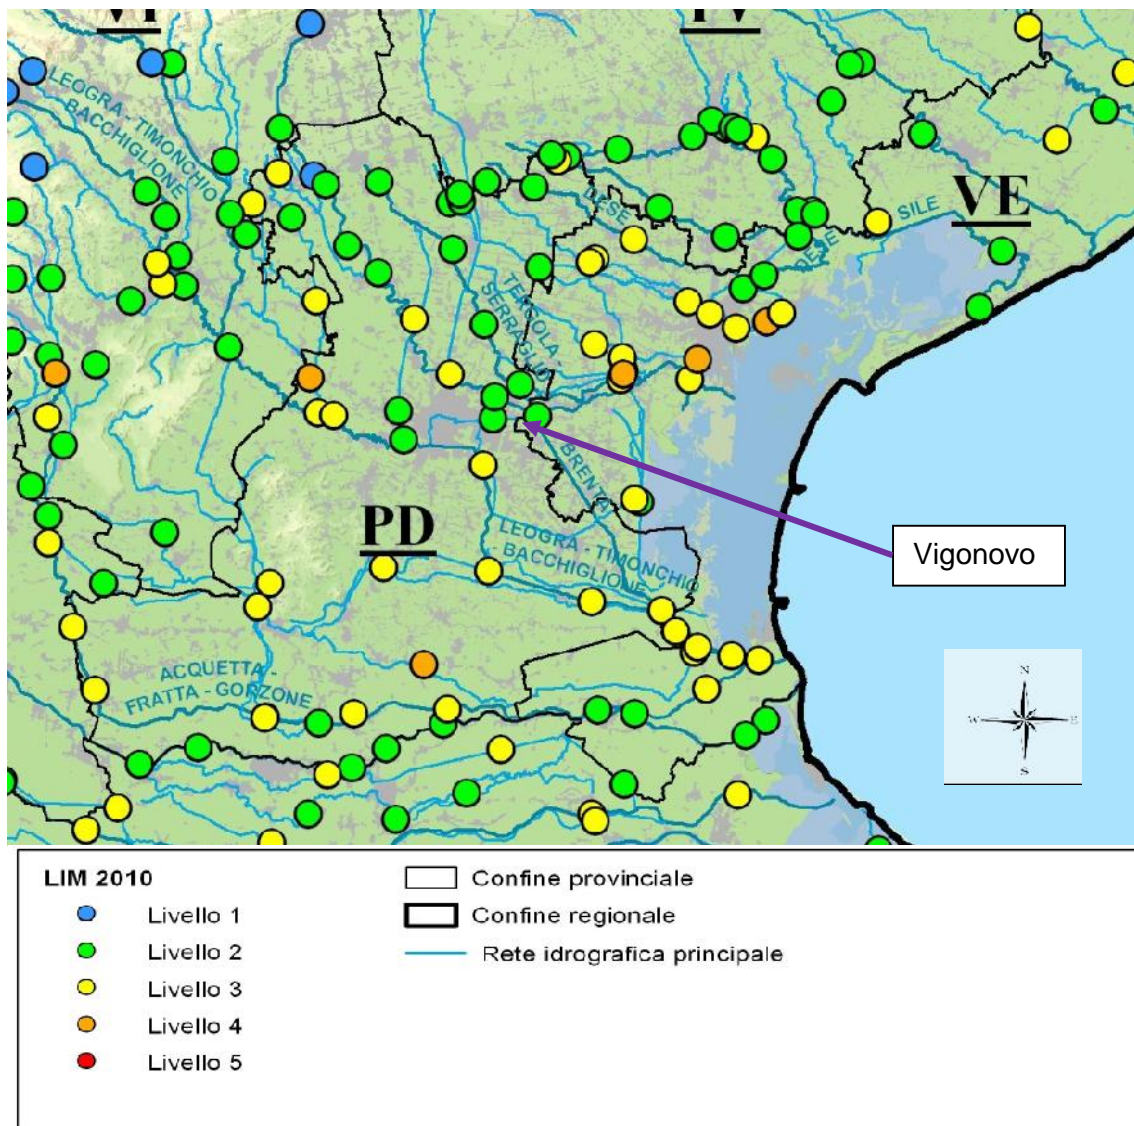 VI
TV
LEOGRA - TIMONCHIO
BACCHIGLIONE
VE
SILE
DESE
DESE
TERGOLA -
SERRAGLIO
BRENTA
PD
LEOGRA - TIMONCHIO
- BACCHIGLIONE
Vigonovo
ACQUETTA -
FRATTA - GORZONE
N
W
E
S
LIM 2010
Livello 1
Livello 2
Livello 3
Livello 4
Livello 5
Confine provinciale
Confine regionale
Rete idrografica principale